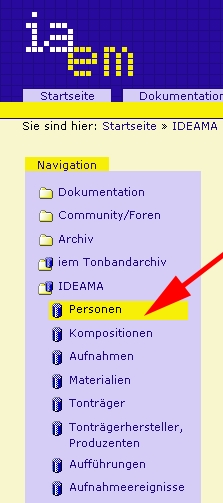 iaem
Startseite Dokumentation
Sie sind hier: Startseite » IDEAMA
Navigation
Dokumentation
Community/Foren
Archiv
iem Tonbandarchiv
IDEAMA
Personen
Kompositionen
Aufnahmen
Materialien
Tonträger
Tonträgerhersteller,
Produzenten
Aufführungen
Aufnahmeereignisse